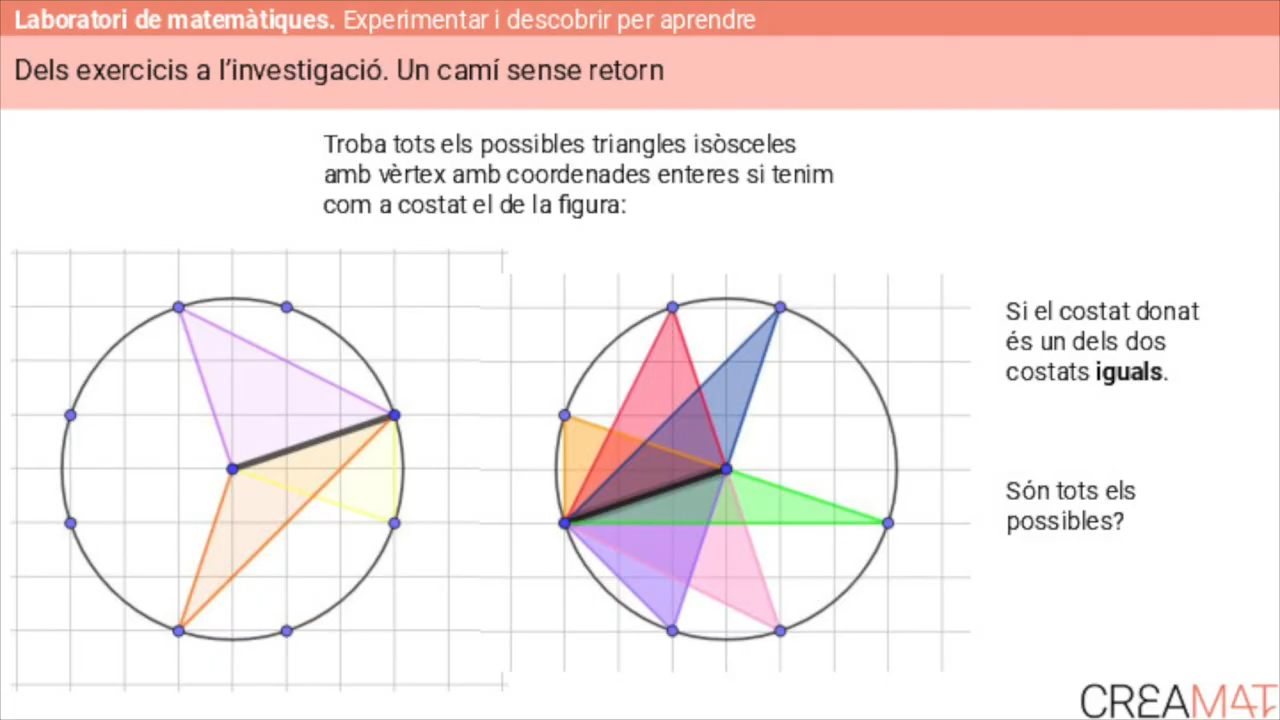 Laboratori de matemàtiques. Experimentar i descobrir per aprendre
Dels exercicis a l’investigació. Un camí sense retorn
Troba tots els possibles triangles isòsceles
amb vèrtex amb coordenades enteres si tenim
com a costat el de la figura:
Si el costat donat
és un dels dos
costats iguals.
Són tots els
possibles?
CREAMAT